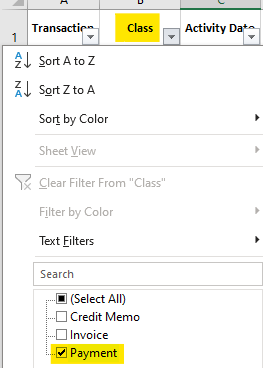 A B C
1 Transaction Class Activity Date
Sort A to Z
Sort Z to A
Sort by Color
Sheet View
Clear Filter From "Class"
Filter by Color
Text Filters
Search
(Select All)
Credit Memo
Invoice
Payment